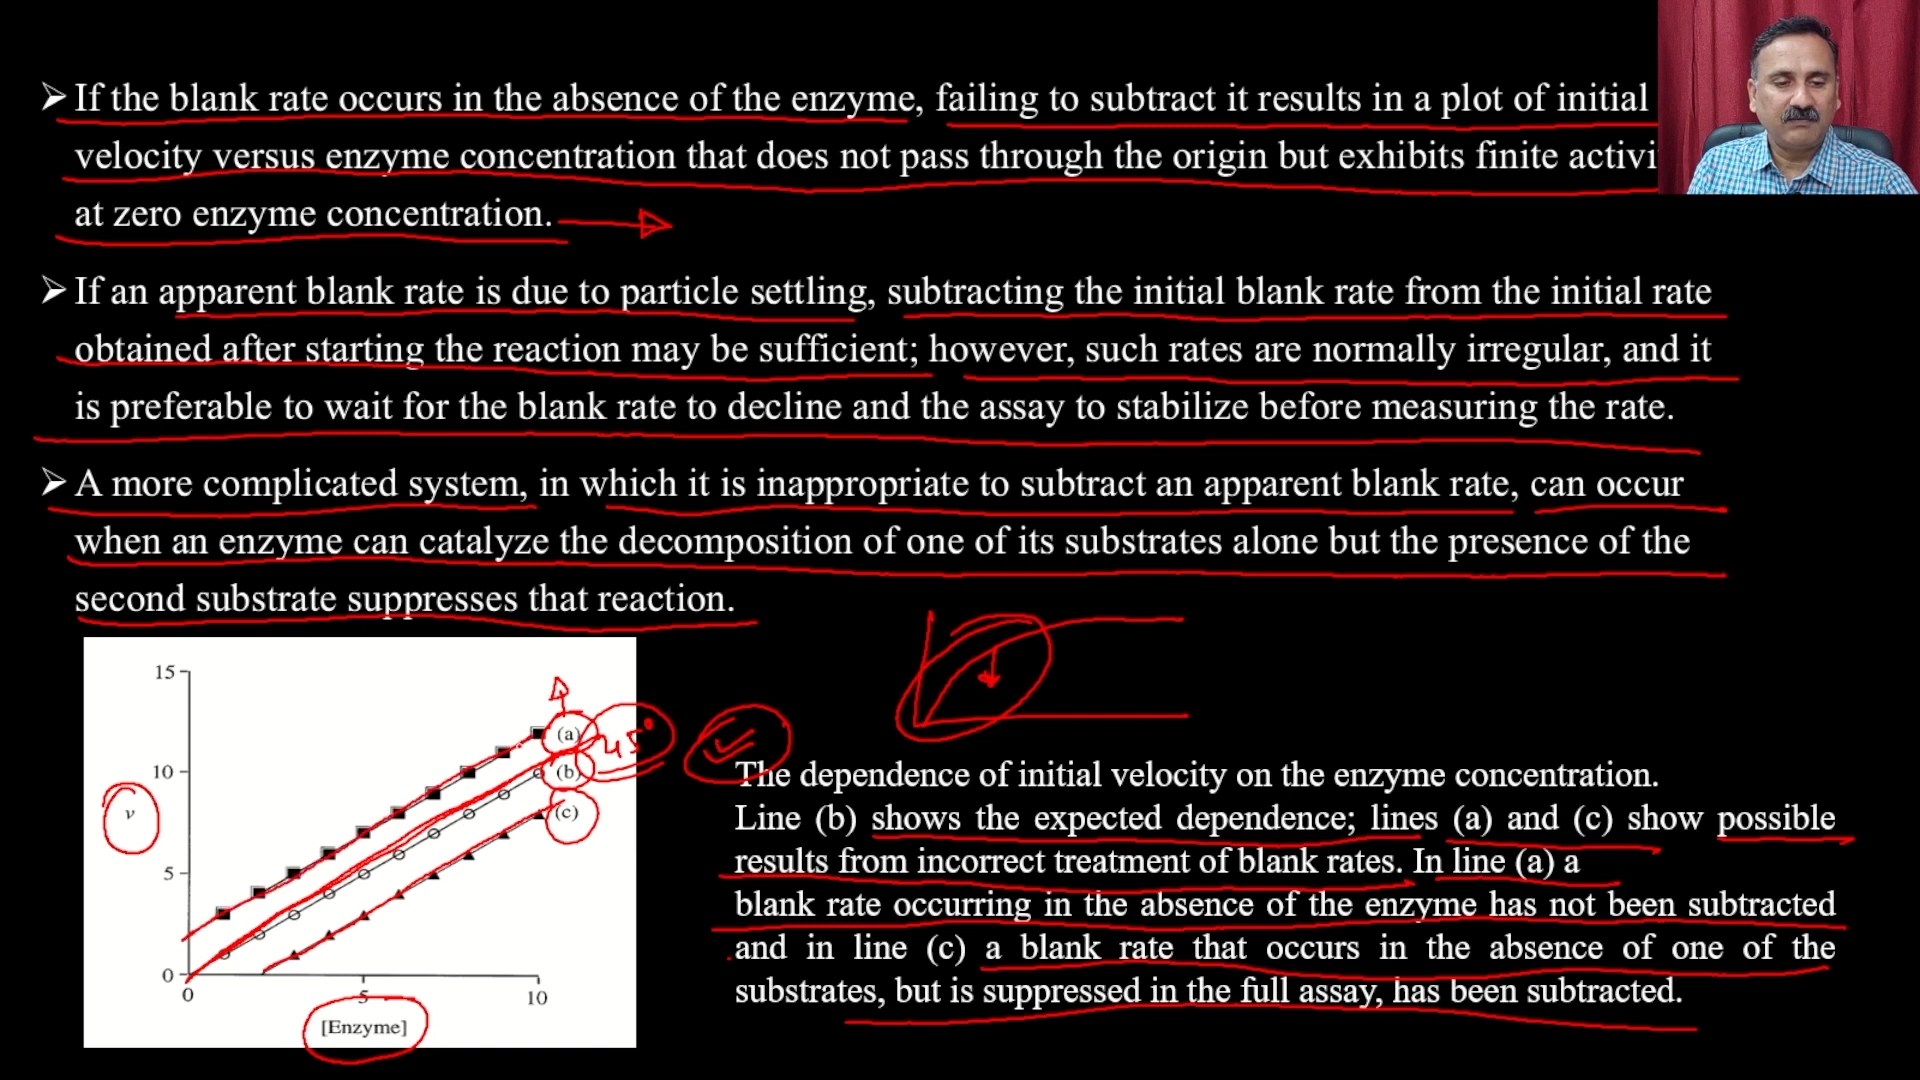 ➢ If the blank rate occurs in the absence of the enzyme, failing to subtract it results in a plot of initial
velocity versus enzyme concentration that does not pass through the origin but exhibits finite activi
at zero enzyme concentration.
➢ If an apparent blank rate is due to particle settling, subtracting the initial blank rate from the initial rate
obtained after starting the reaction may be sufficient; however, such rates are normally irregular, and it
is preferable to wait for the blank rate to decline and the assay to stabilize before measuring the rate.
➢ A more complicated system, in which it is inappropriate to subtract an apparent blank rate, can occur
when an enzyme can catalyze the decomposition of one of its substrates alone but the presence of the
second substrate suppresses that reaction.
15
(a) 45°
10
(b)
v
(c)
5
0
0 5 10
[Enzyme]
The dependence of initial velocity on the enzyme concentration.
Line (b) shows the expected dependence; lines (a) and (c) show possible
results from incorrect treatment of blank rates. In line (a) a
blank rate occurring in the absence of the enzyme has not been subtracted
and in line (c) a blank rate that occurs in the absence of one of the
substrates, but is suppressed in the full assay, has been subtracted.